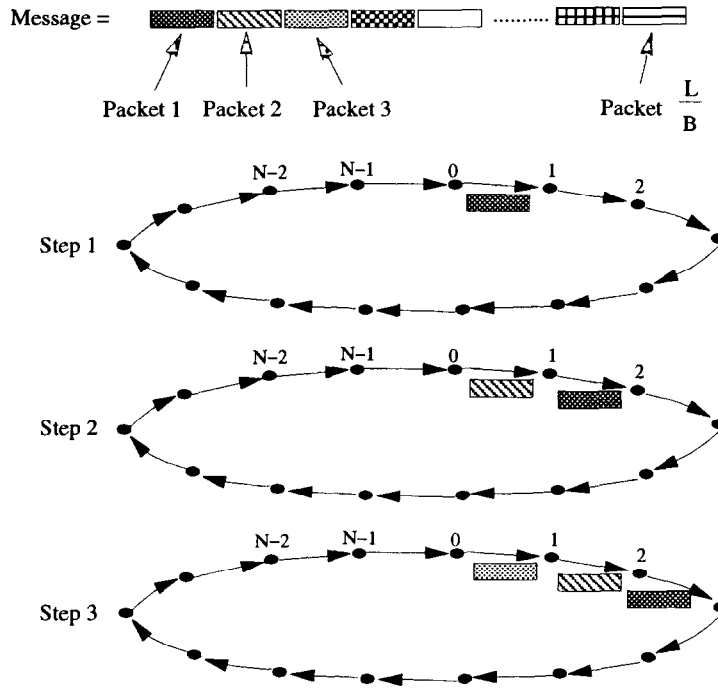 Message = ..........
Packet 1 Packet 2 Packet 3 Packet L/B
N-2 N-1 0 1 2
Step 1
N-2 N-1 0 1 2
Step 2
N-2 N-1 0 1 2
Step 3